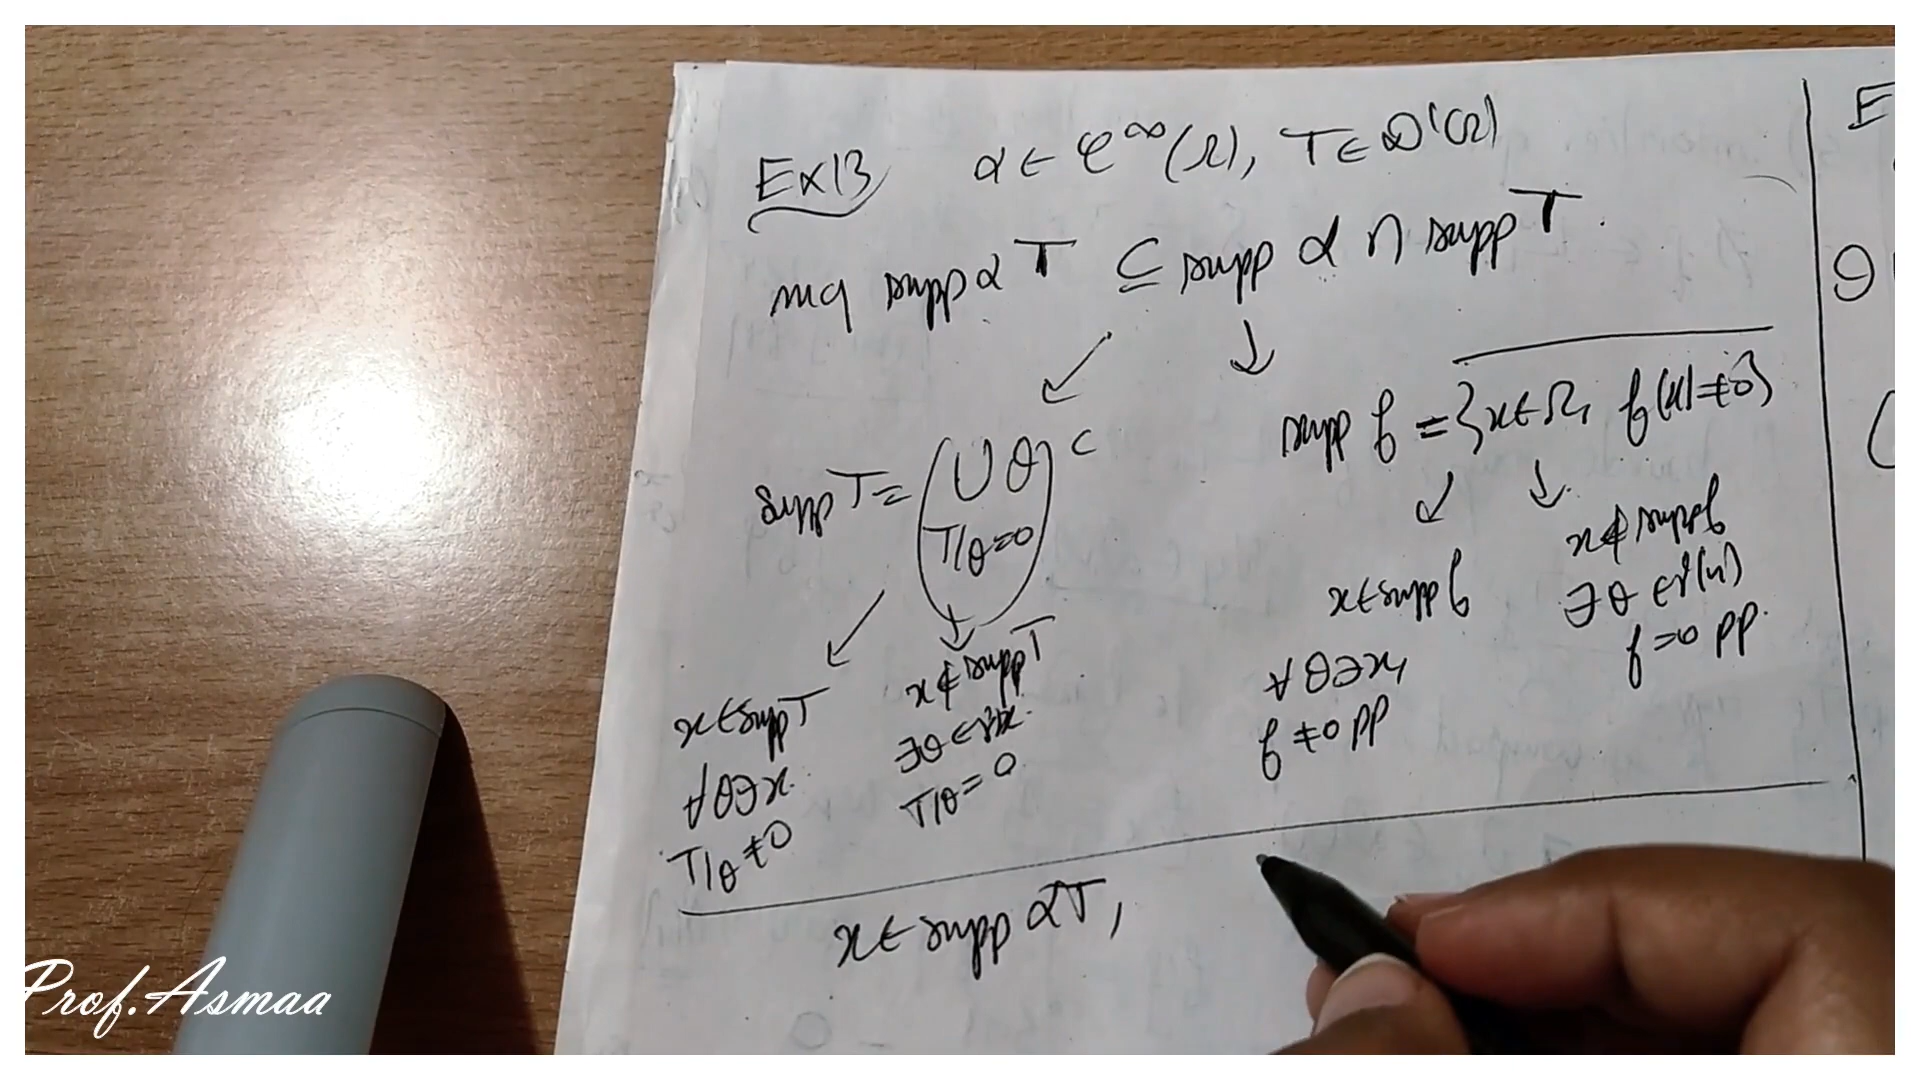 Ex13 α ∈ C^∞(Ω), T ∈ D'(Ω)
mq supp αT ⊆ supp α ∩ supp T.
supp f = {x ∈ Ω, f(x) ≠ 0}
supp T = (∪ θ)^c
T|θ = 0
x ∈ supp T
∀ θ ∋ x.
T|θ ≠ 0
x ∉ supp T
∃ θ ∈
T|θ = 0
x ∈ supp f
∀ θ ∋ x,
f ≠ 0 pp
x ∉ supp f
∃ θ ∈ V(x)
f = 0 pp.
x ∈ supp αT,
E
Prof.Asmaa